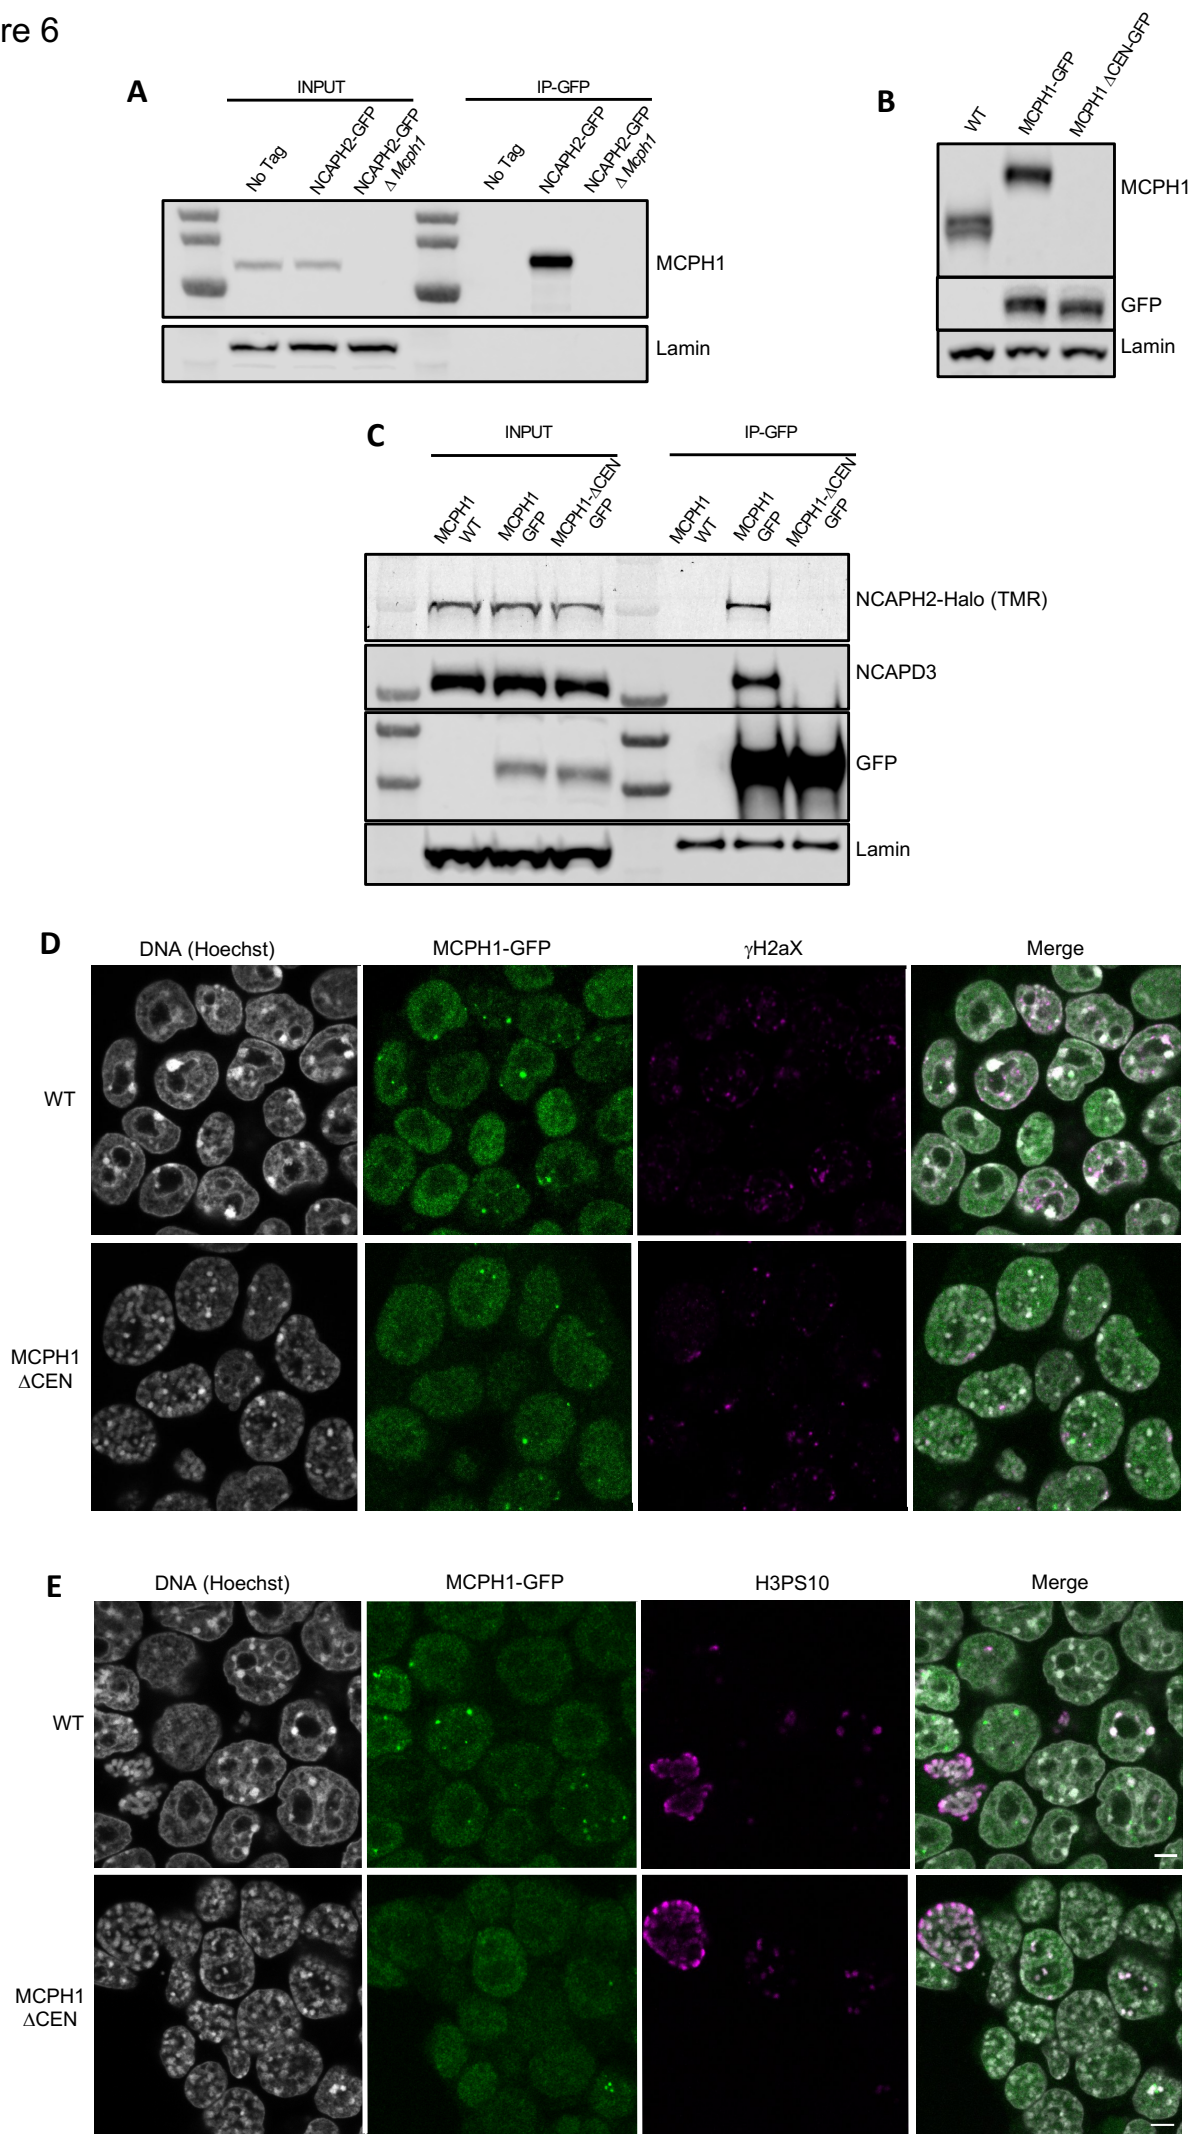 re 6
A
INPUT
IP-GFP
No Tag
NCAPH2-GFP
NCAPH2-GFP
Δ Mcph1
No Tag
NCAPH2-GFP
NCAPH2-GFP
Δ Mcph1
MCPH1
Lamin
B
WT
MCPH1-GFP
MCPH1 ΔCEN-GFP
MCPH1
GFP
Lamin
C
INPUT
IP-GFP
MCPH1
WT
MCPH1
GFP
MCPH1-ΔCEN
GFP
MCPH1
WT
MCPH1
GFP
MCPH1-ΔCEN
GFP
NCAPH2-Halo (TMR)
NCAPD3
GFP
Lamin
D
DNA (Hoechst)
MCPH1-GFP
γH2aX
Merge
WT
MCPH1
ΔCEN
E
DNA (Hoechst)
MCPH1-GFP
H3PS10
Merge
WT
MCPH1
ΔCEN